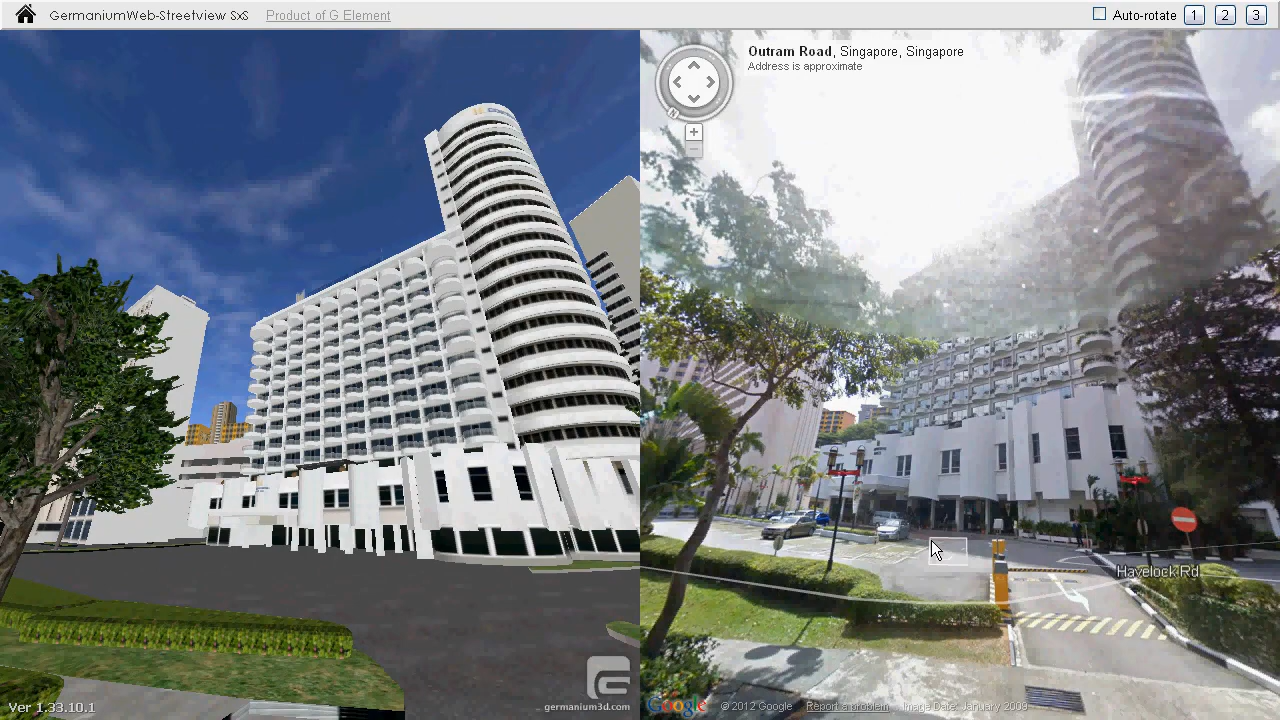 GermaniumWeb-Streetview SxS
Product of G Element
Auto-rotate
1
2
3
Outram Road, Singapore, Singapore
Address is approximate
N
Havelock Rd
Ver 1.33.10.1
germanium3d.com
Google
© 2012 Google
Report a problem
Image Date: January 2009